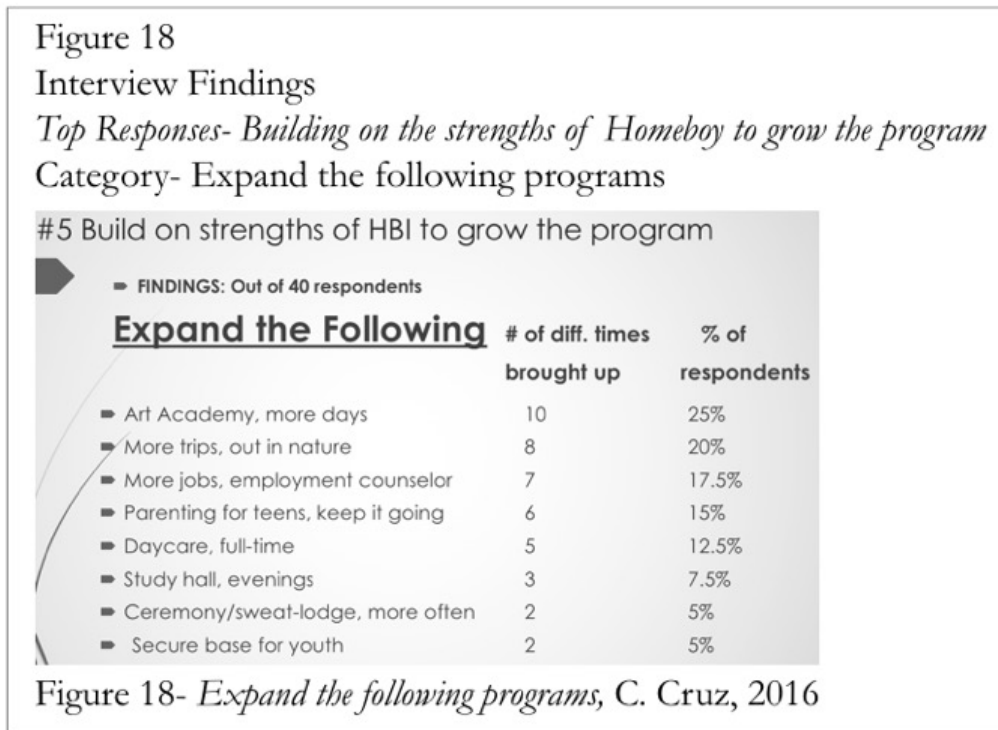 Figure 18
Interview Findings
Top Responses- Building on the strengths of Homeboy to grow the program
Category- Expand the following programs
#5 Build on strengths of HBI to grow the program
FINDINGS: Out of 40 respondents
Expand the Following # of diff. times brought up % of respondents
Art Academy, more days 10 25%
More trips, out in nature 8 20%
More jobs, employment counselor 7 17.5%
Parenting for teens, keep it going 6 15%
Daycare, full-time 5 12.5%
Study hall, evenings 3 7.5%
Ceremony/sweat-lodge, more often 2 5%
Secure base for youth 2 5%
Figure 18- Expand the following programs, C. Cruz, 2016